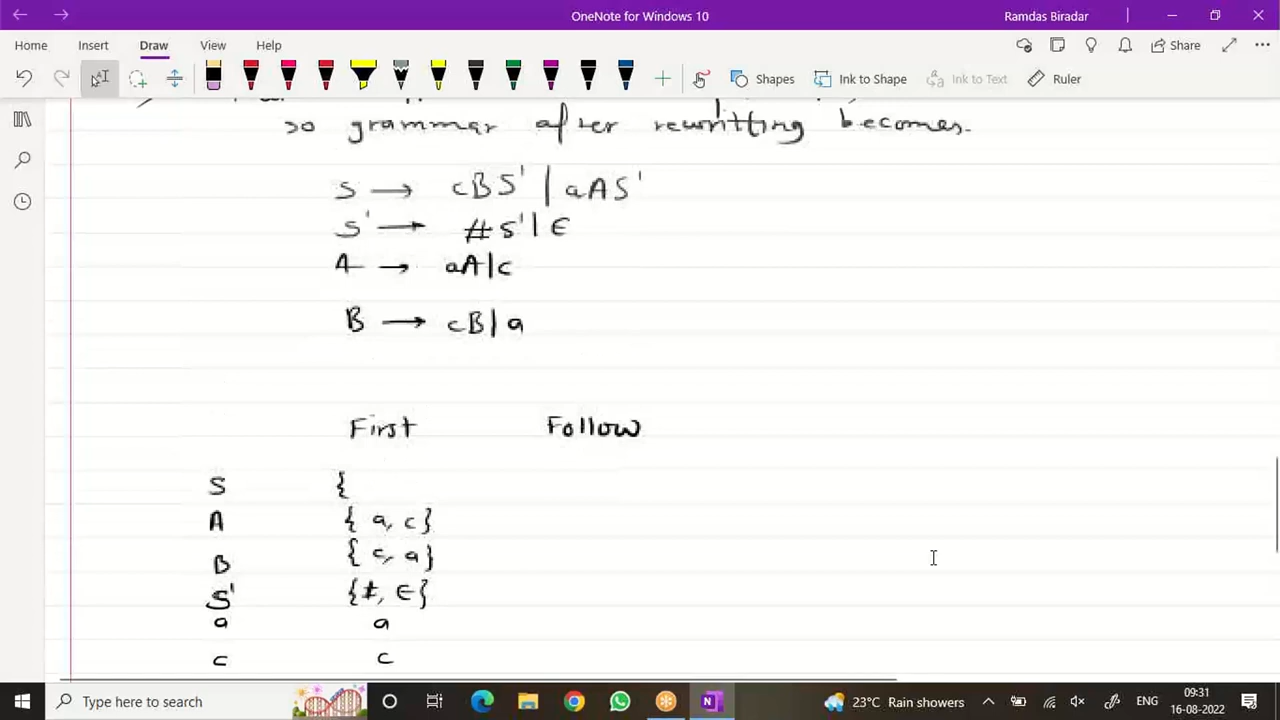 OneNote for Windows 10
Ramdas Biradar
Home Insert Draw View Help
Share
Shapes Ink to Shape Ink to Text Ruler
so grammar after rewritting becomes.
S → cBS' | aAS'
S' → #S' | ∈
A → aA|c
B → cB|a
First Follow
S {
A { a, c}
B { c, a}
S' {#, ∈}
a a
c c
Type here to search
23°C Rain showers
ENG
09:31
16-08-2022